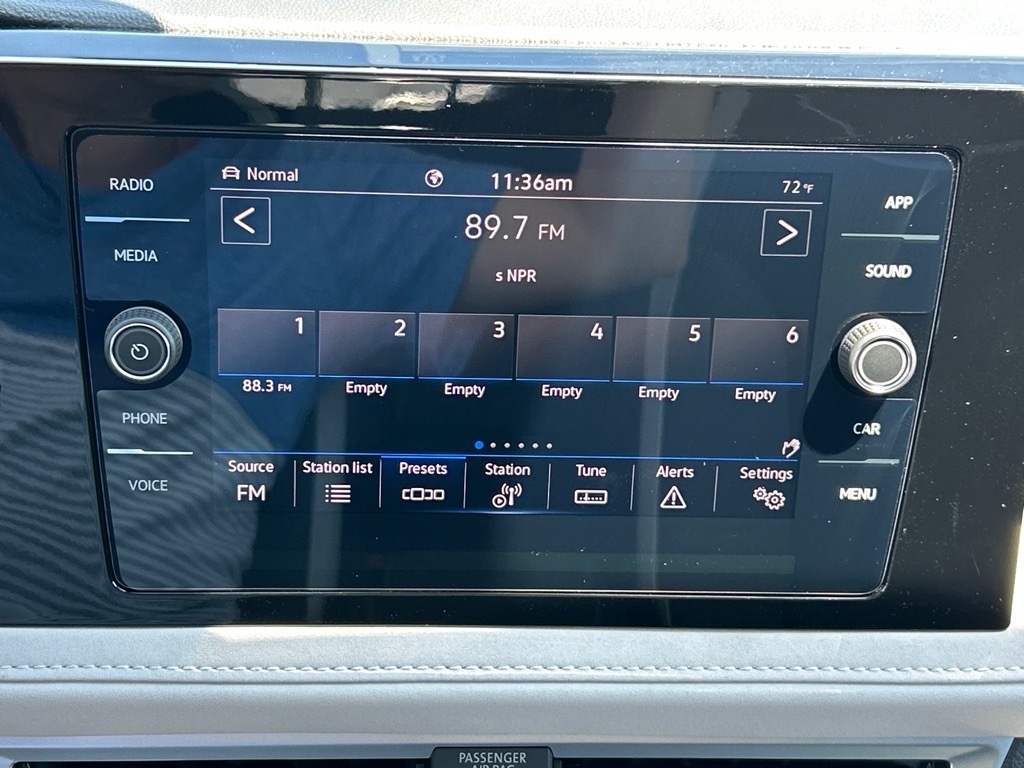 RADIO
MEDIA
PHONE
VOICE
Normal
11:36am
72°F
<
89.7 FM
>
s NPR
1
2
3
4
5
6
88.3 FM
Empty
Empty
Empty
Empty
Empty
Source
FM
Station list
Presets
Station
Tune
Alerts
Settings
APP
SOUND
CAR
MENU
PASSENGER
AIR BAG